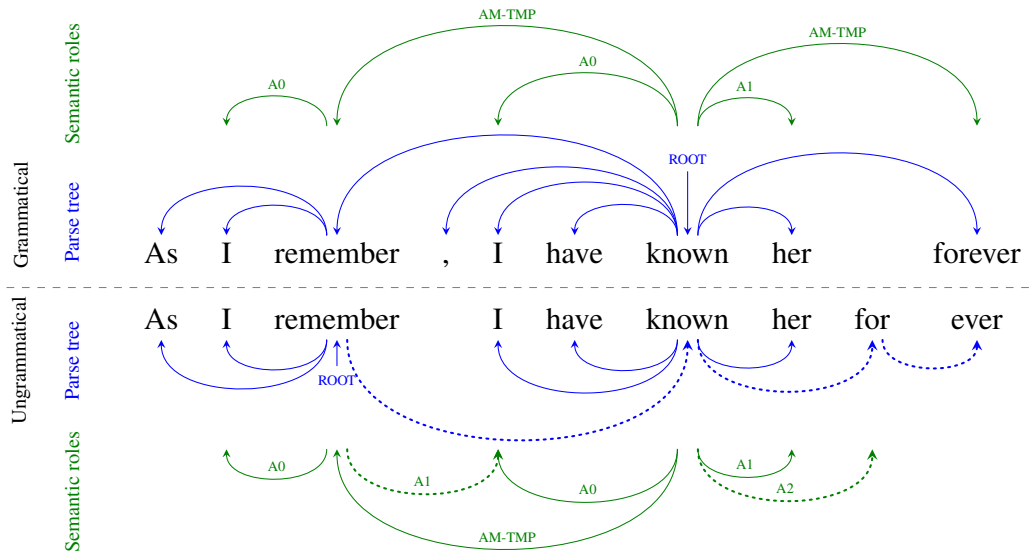 AM-TMP
AM-TMP
A0
A0
A1
Semantic roles
ROOT
Grammatical
Parse tree
As I remember , I have known her forever
Ungrammatical
Parse tree
As I remember I have known her for ever
ROOT
Semantic roles
A0 A1 A0 A1 A2
AM-TMP